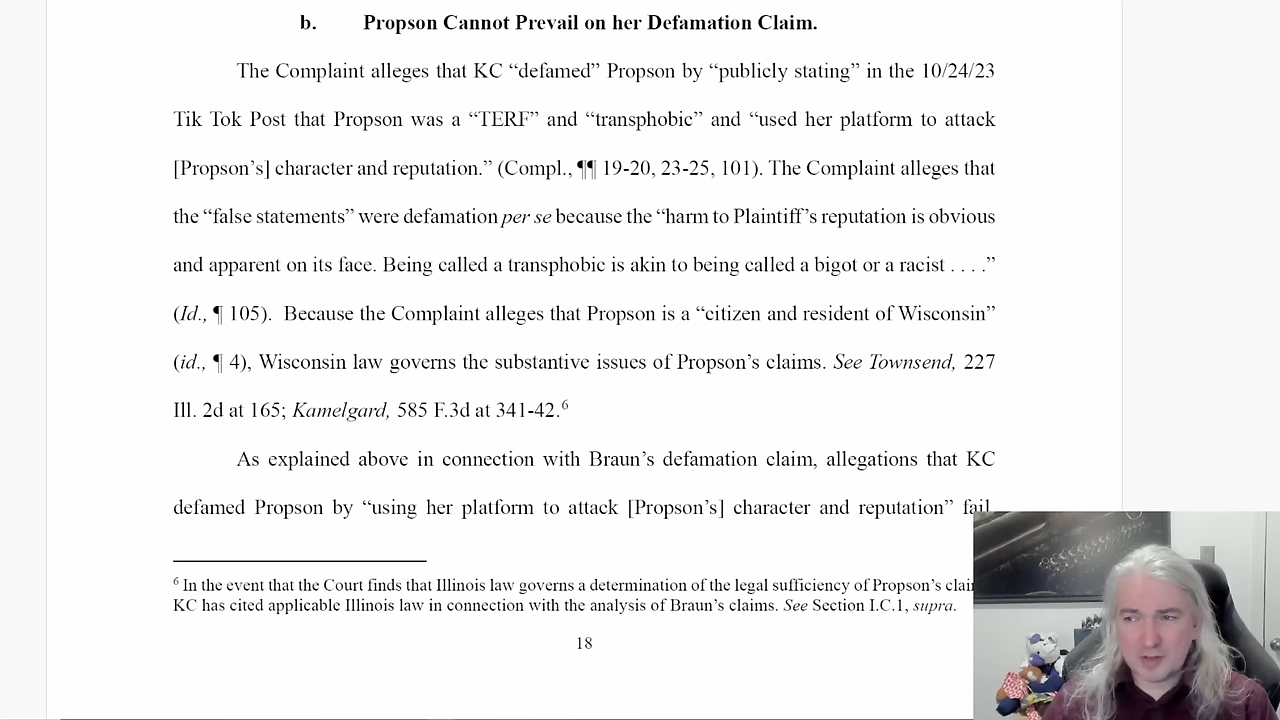 b. Propson Cannot Prevail on her Defamation Claim.
The Complaint alleges that KC “defamed” Propson by “publicly stating” in the 10/24/23
Tik Tok Post that Propson was a “TERF” and “transphobic” and “used her platform to attack
[Propson’s] character and reputation.” (Compl., ¶¶ 19-20, 23-25, 101). The Complaint alleges that
the “false statements” were defamation per se because the “harm to Plaintiff’s reputation is obvious
and apparent on its face. Being called a transphobic is akin to being called a bigot or a racist . . . .”
(Id., ¶ 105). Because the Complaint alleges that Propson is a “citizen and resident of Wisconsin”
(id., ¶ 4), Wisconsin law governs the substantive issues of Propson’s claims. See Townsend, 227
Ill. 2d at 165; Kamelgard, 585 F.3d at 341-42.6
As explained above in connection with Braun’s defamation claim, allegations that KC
defamed Propson by “using her platform to attack [Propson’s] character and reputation” fail.
6 In the event that the Court finds that Illinois law governs a determination of the legal sufficiency of Propson’s
KC has cited applicable Illinois law in connection with the analysis of Braun’s claims. See Section I.C.1, supra.
18